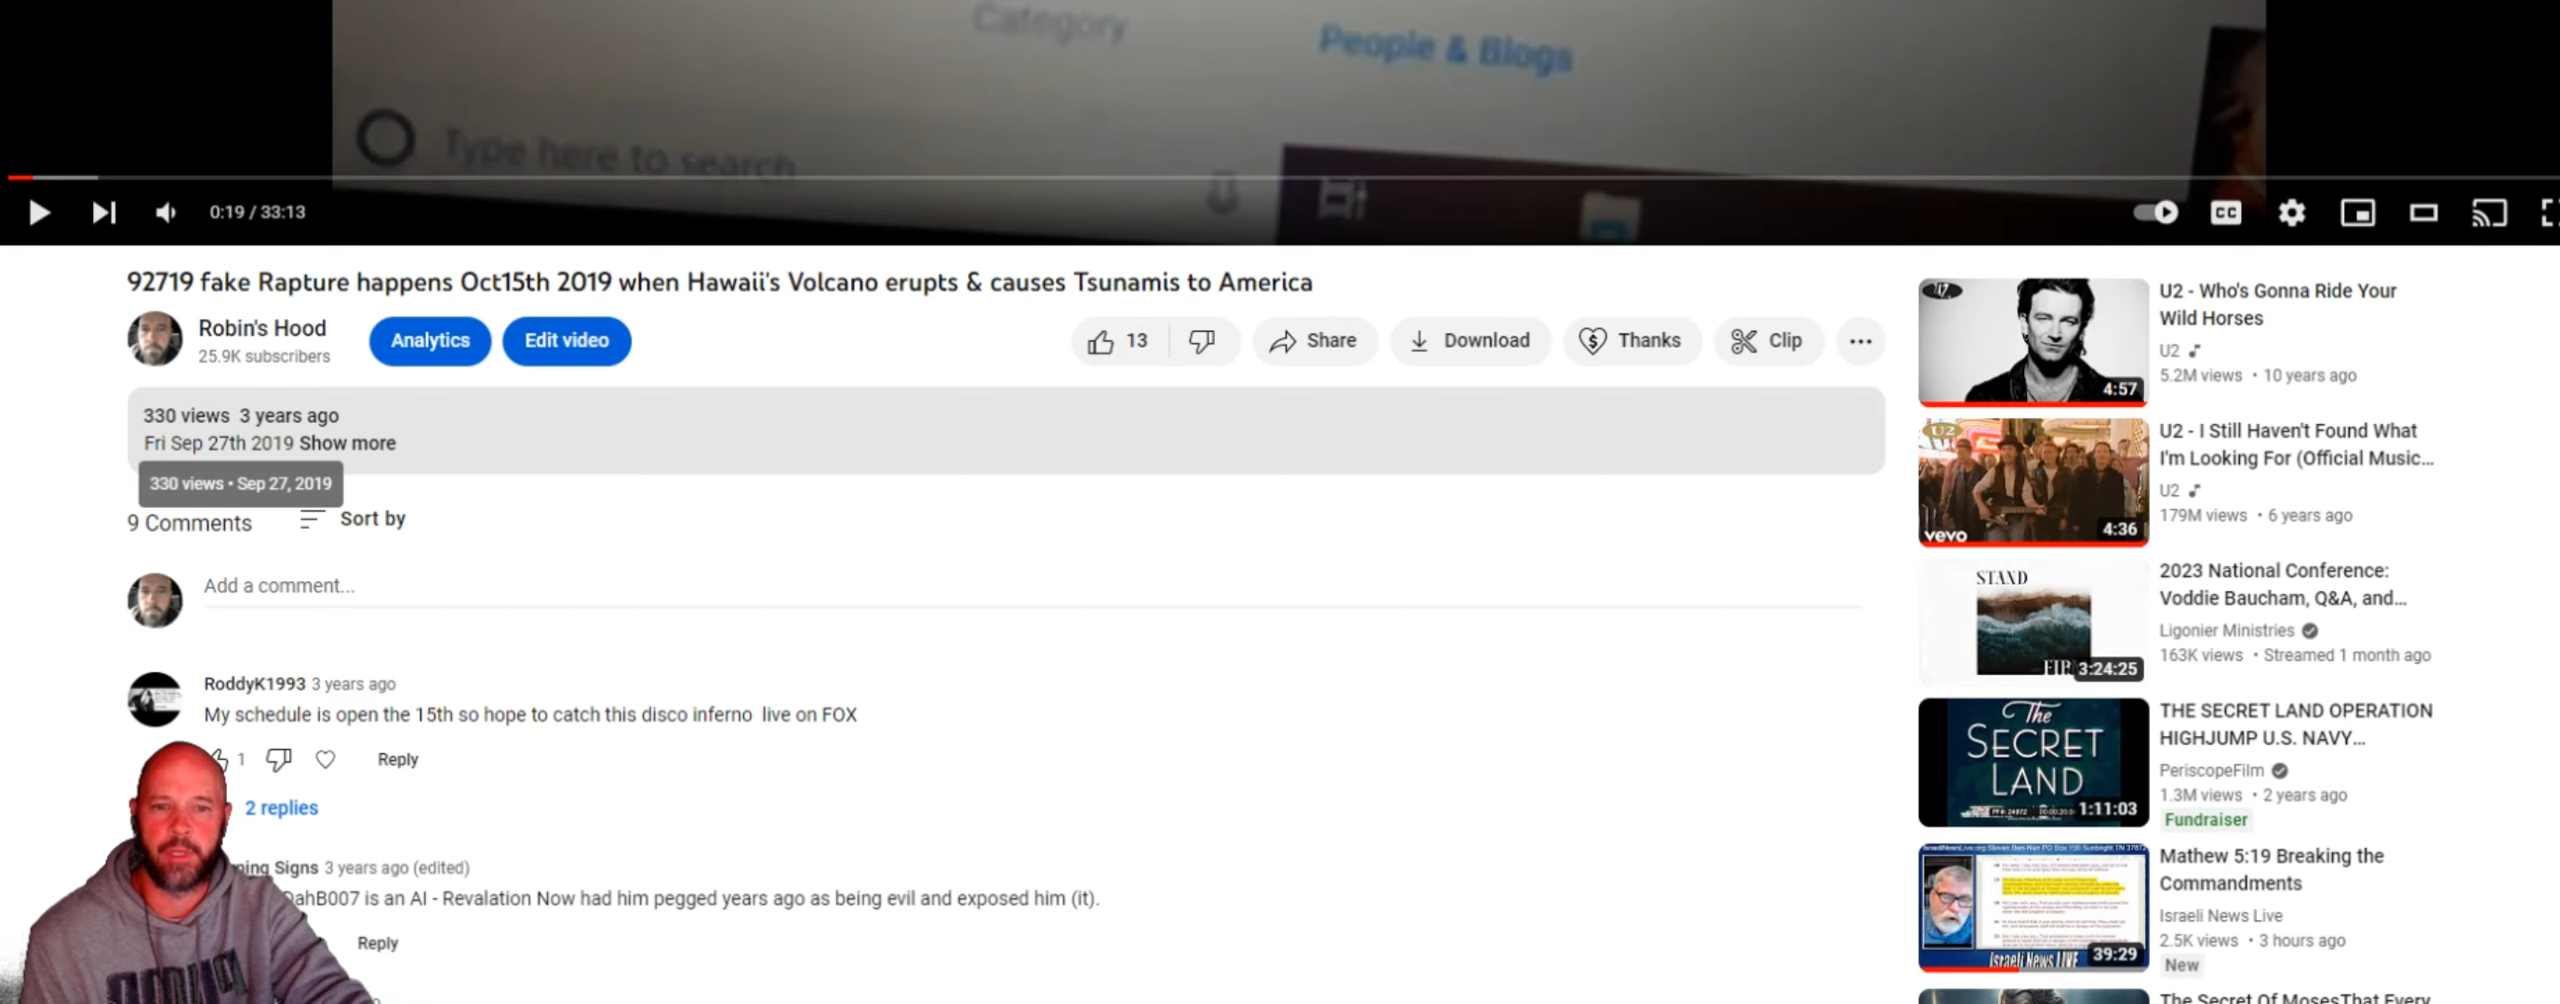 Category
People & Blogs
Type here to search
0:19 / 33:13
CC
92719 fake Rapture happens Oct15th 2019 when Hawaii's Volcano erupts & causes Tsunamis to America
Robin's Hood
25.9K subscribers
Analytics
Edit video
13
Share
Download
Thanks
Clip
330 views 3 years ago
Fri Sep 27th 2019 Show more
330 views • Sep 27, 2019
9 Comments
Sort by
Add a comment...
RoddyK1993 3 years ago
My schedule is open the 15th so hope to catch this disco inferno live on FOX
1
Reply
2 replies
Signs 3 years ago (edited)
is an AI - Revalation Now had him pegged years ago as being evil and exposed him (it).
Reply
4:57
U2 - Who's Gonna Ride Your
Wild Horses
U2
5.2M views • 10 years ago
U2
vevo
4:36
U2 - I Still Haven't Found What
I'm Looking For (Official Music...
U2
179M views • 6 years ago
STAND
3:24:25
2023 National Conference:
Voddie Baucham, Q&A, and...
Ligonier Ministries
163K views • Streamed 1 month ago
The
SECRET
LAND
1:11:03
THE SECRET LAND OPERATION
HIGHJUMP U.S. NAVY...
PeriscopeFilm
1.3M views • 2 years ago
Fundraiser
Israeli News LIVE
39:29
Mathew 5:19 Breaking the
Commandments
Israeli News Live
2.5K views • 3 hours ago
New
The Secret Of MosesThat Every